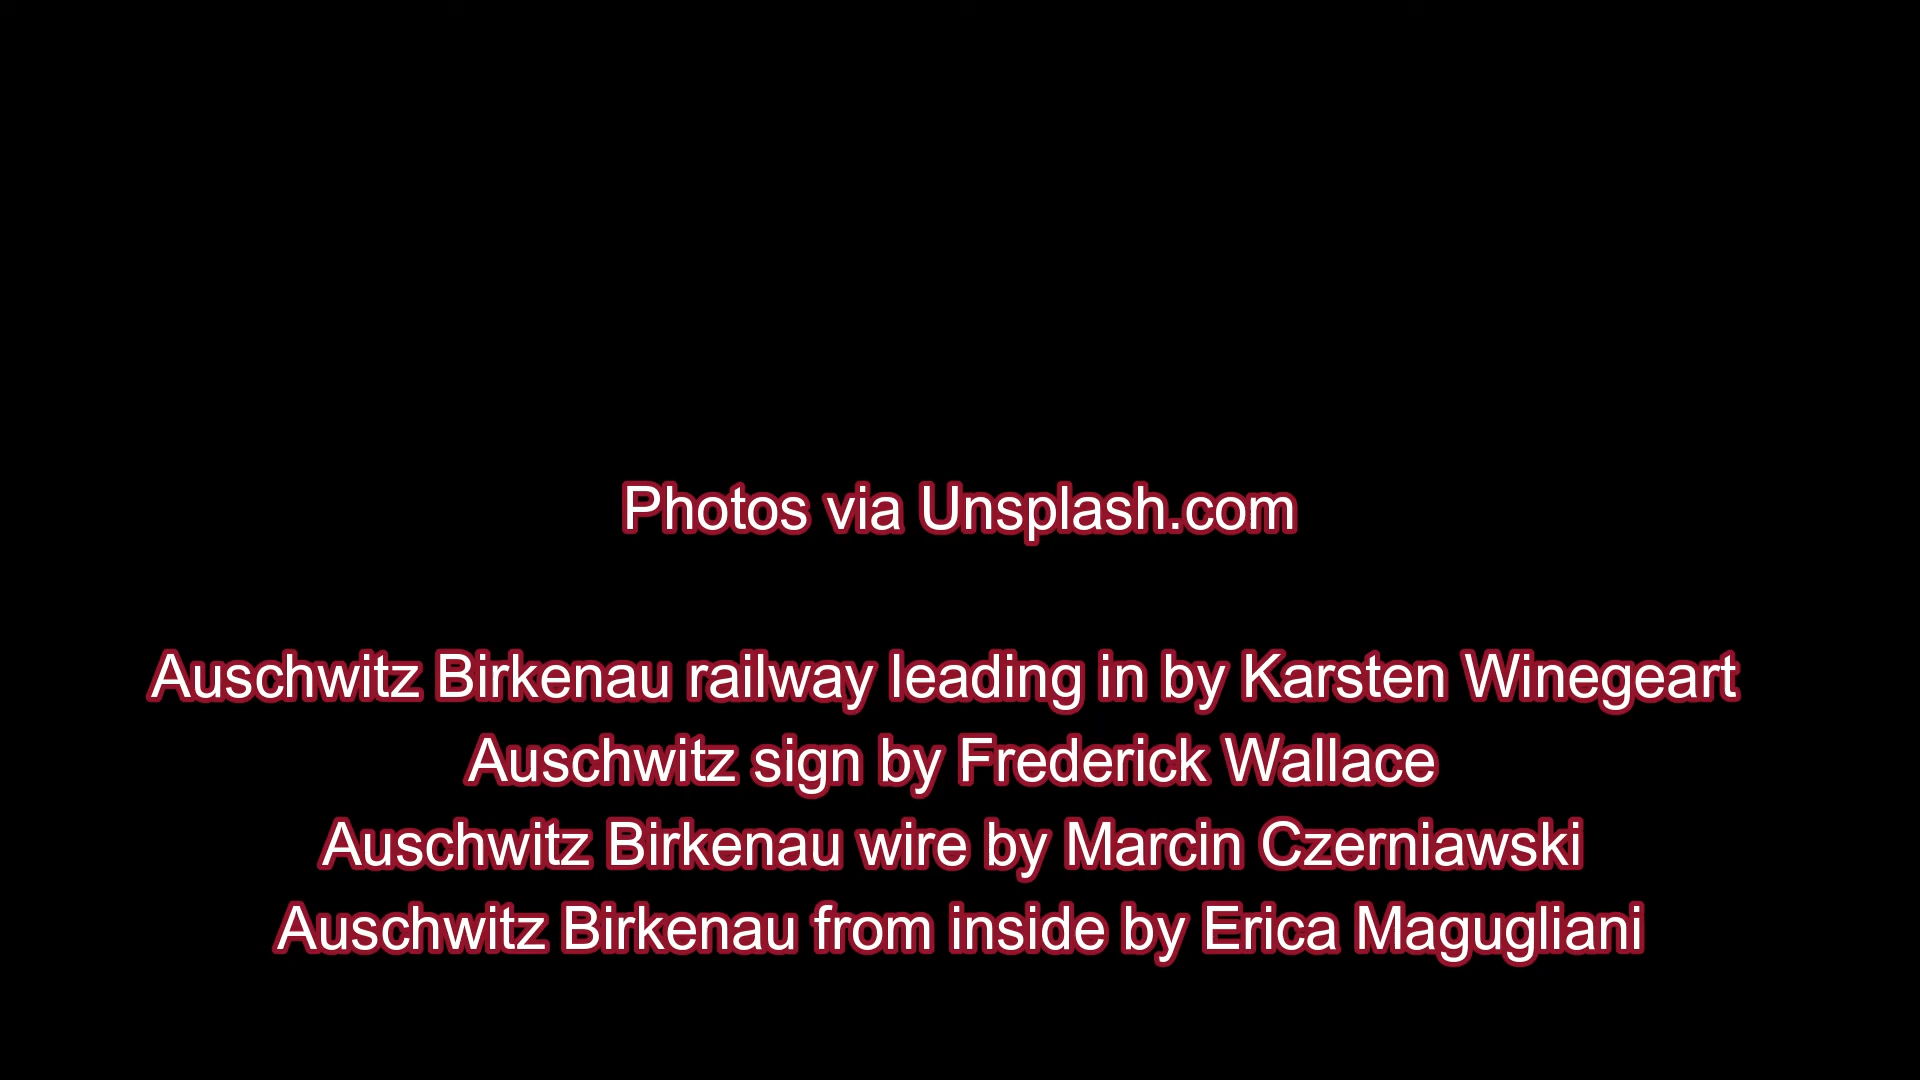 Photos via Unsplash.com
Auschwitz Birkenau railway leading in by Karsten Winegeart
Auschwitz sign by Frederick Wallace
Auschwitz Birkenau wire by Marcin Czerniawski
Auschwitz Birkenau from inside by Erica Magugliani